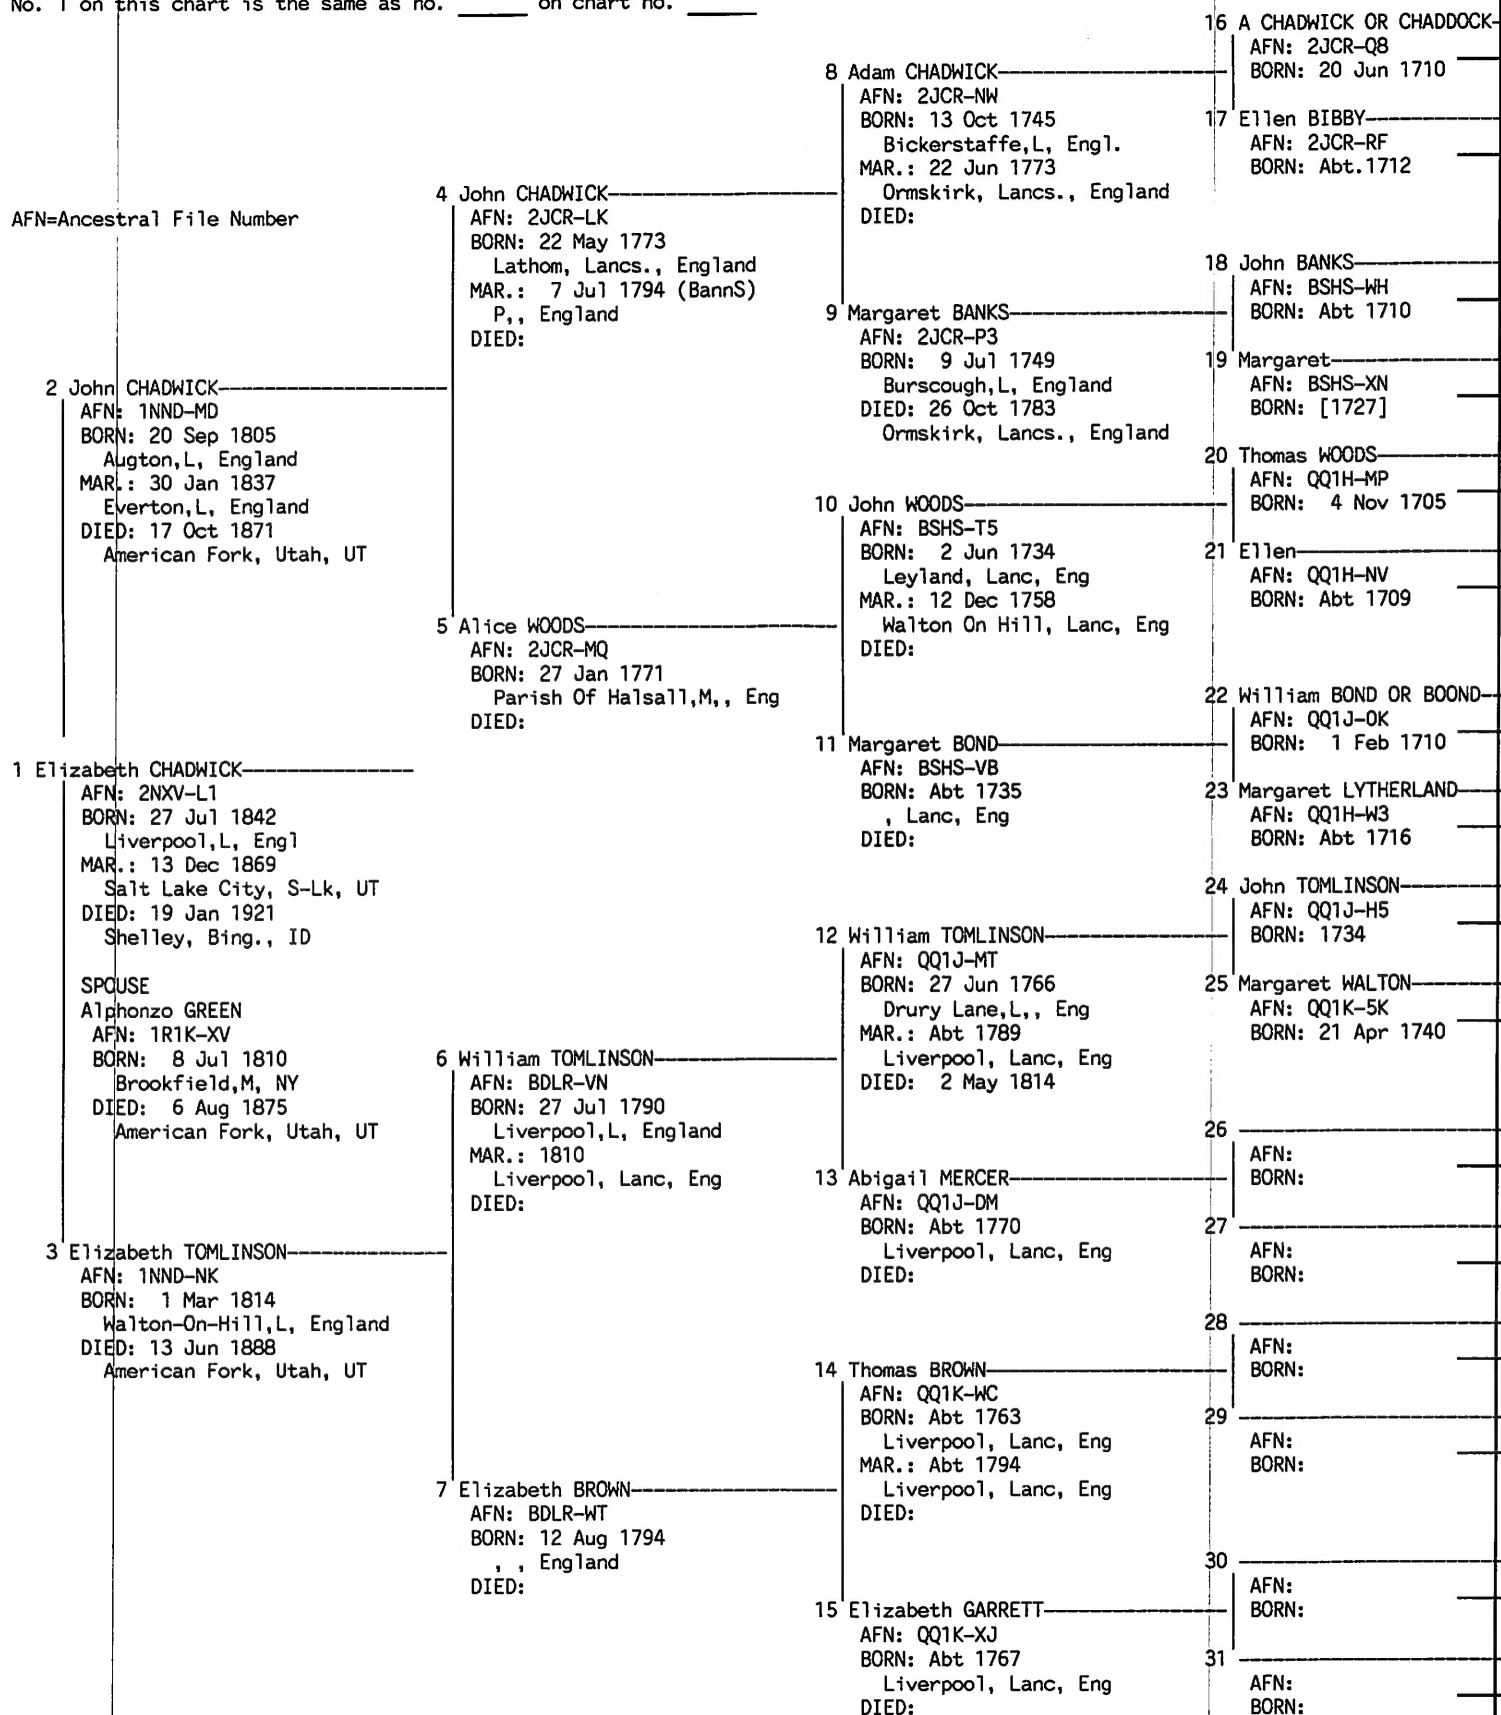 No. 1 on this chart is the same as no. ______ on chart no. ______
AFN=Ancestral File Number
1 Elizabeth CHADWICK
AFN: 2NXV-L1
BORN: 27 Jul 1842
Liverpool,L, Engl
MAR.: 13 Dec 1869
Salt Lake City, S-Lk, UT
DIED: 19 Jan 1921
Shelley, Bing., ID
SPOUSE
Alphonzo GREEN
AFN: 1R1K-XV
BORN: 8 Jul 1810
Brookfield,M, NY
DIED: 6 Aug 1875
American Fork, Utah, UT
2 John CHADWICK
AFN: 1NND-MD
BORN: 20 Sep 1805
Augton,L, England
MAR.: 30 Jan 1837
Everton,L, England
DIED: 17 Oct 1871
American Fork, Utah, UT
3 Elizabeth TOMLINSON
AFN: 1NND-NK
BORN: 1 Mar 1814
Walton-On-Hill,L, England
DIED: 13 Jun 1888
American Fork, Utah, UT
4 John CHADWICK
AFN: 2JCR-LK
BORN: 22 May 1773
Lathom, Lancs., England
MAR.: 7 Jul 1794 (BannS)
P,, England
DIED:
5 Alice WOODS
AFN: 2JCR-MQ
BORN: 27 Jan 1771
Parish Of Halsall,M,, Eng
DIED:
6 William TOMLINSON
AFN: BDLR-VN
BORN: 27 Jul 1790
Liverpool,L, England
MAR.: 1810
Liverpool, Lanc, Eng
DIED:
7 Elizabeth BROWN
AFN: BDLR-WT
BORN: 12 Aug 1794
, , England
DIED:
8 Adam CHADWICK
AFN: 2JCR-NW
BORN: 13 Oct 1745
Bickerstaffe,L, Engl.
MAR.: 22 Jun 1773
Ormskirk, Lancs., England
DIED:
9 Margaret BANKS
AFN: 2JCR-P3
BORN: 9 Jul 1749
Burscough,L, England
DIED: 26 Oct 1783
Ormskirk, Lancs., England
10 John WOODS
AFN: BSHS-T5
BORN: 2 Jun 1734
Leyland, Lanc, Eng
MAR.: 12 Dec 1758
Walton On Hill, Lanc, Eng
DIED:
11 Margaret BOND
AFN: BSHS-VB
BORN: Abt 1735
, Lanc, Eng
DIED:
12 William TOMLINSON
AFN: QQ1J-MT
BORN: 27 Jun 1766
Drury Lane,L,, Eng
MAR.: Abt 1789
Liverpool, Lanc, Eng
DIED: 2 May 1814
13 Abigail MERCER
AFN: QQ1J-DM
BORN: Abt 1770
Liverpool, Lanc, Eng
DIED:
14 Thomas BROWN
AFN: QQ1K-WC
BORN: Abt 1763
Liverpool, Lanc, Eng
MAR.: Abt 1794
Liverpool, Lanc, Eng
DIED:
15 Elizabeth GARRETT
AFN: QQ1K-XJ
BORN: Abt 1767
Liverpool, Lanc, Eng
DIED:
16 A CHADWICK OR CHADDOCK
AFN: 2JCR-Q8
BORN: 20 Jun 1710
17 Ellen BIBBY
AFN: 2JCR-RF
BORN: Abt.1712
18 John BANKS
AFN: BSHS-WH
BORN: Abt 1710
19 Margaret
AFN: BSHS-XN
BORN: [1727]
20 Thomas WOODS
AFN: QQ1H-MP
BORN: 4 Nov 1705
21 Ellen
AFN: QQ1H-NV
BORN: Abt 1709
22 William BOND OR BOOND
AFN: QQ1J-0K
BORN: 1 Feb 1710
23 Margaret LYTHERLAND
AFN: QQ1H-W3
BORN: Abt 1716
24 John TOMLINSON
AFN: QQ1J-H5
BORN: 1734
25 Margaret WALTON
AFN: QQ1K-5K
BORN: 21 Apr 1740
26
AFN:
BORN:
27
AFN:
BORN:
28
AFN:
BORN:
29
AFN:
BORN:
30
AFN:
BORN:
31
AFN:
BORN: